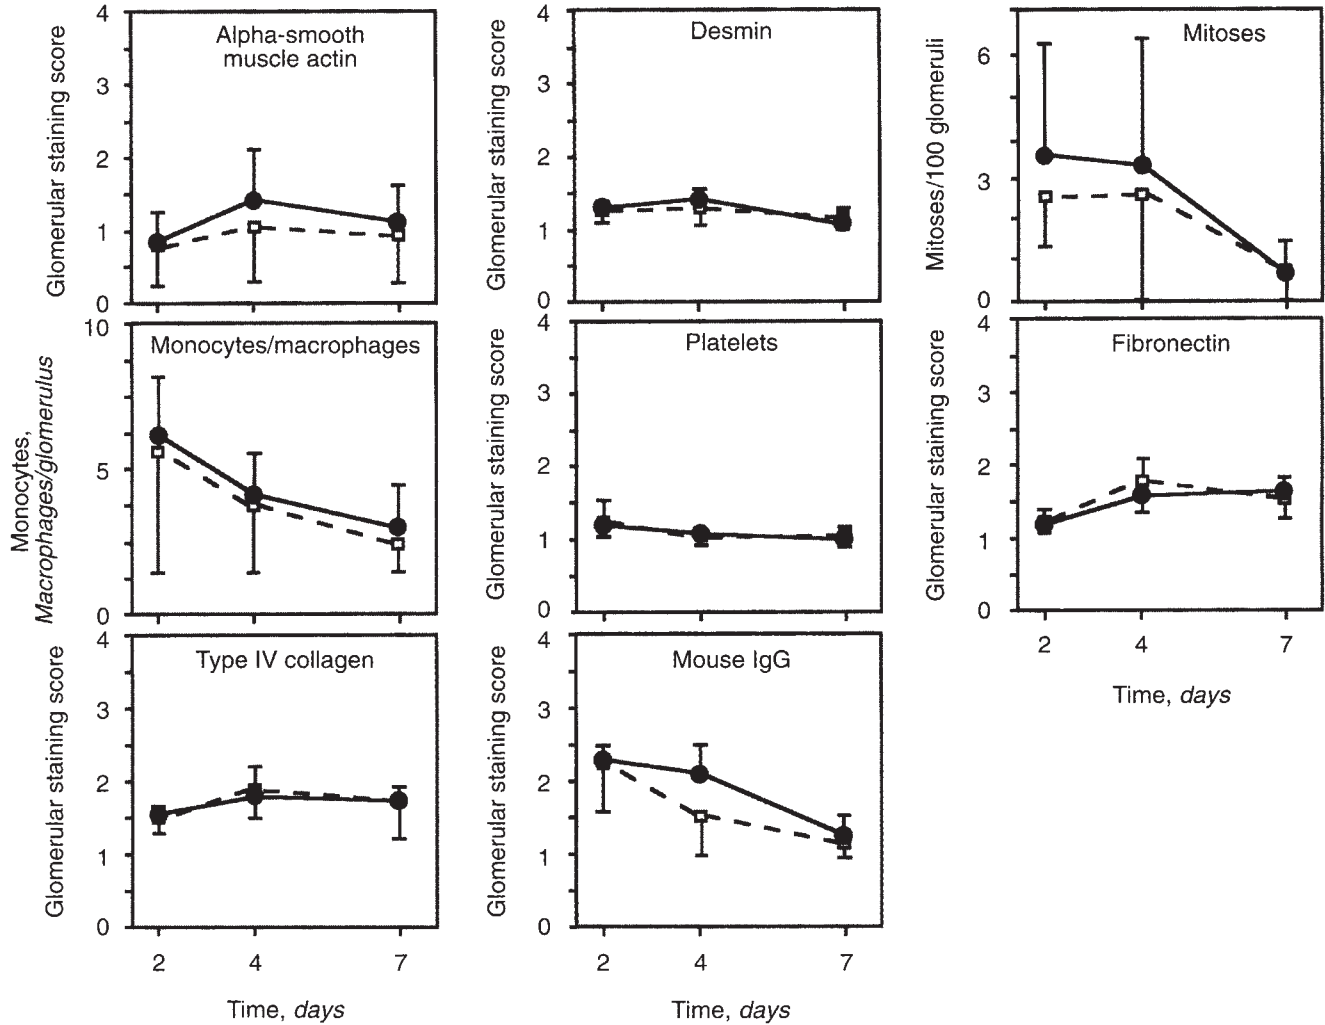 Alpha-smooth
muscle actin
Glomerular staining score
4
3
2
1
0
Desmin
Glomerular staining score
4
3
2
1
0
Mitoses
Mitoses/100 glomeruli
6
3
0
Monocytes/macrophages
Monocytes,
Macrophages/glomerulus
10
5
0
Platelets
Glomerular staining score
4
3
2
1
0
Fibronectin
Glomerular staining score
4
3
2
1
0
2 4 7
Time, days
Type IV collagen
Glomerular staining score
4
3
2
1
0
2 4 7
Time, days
Mouse IgG
Glomerular staining score
4
3
2
1
0
2 4 7
Time, days